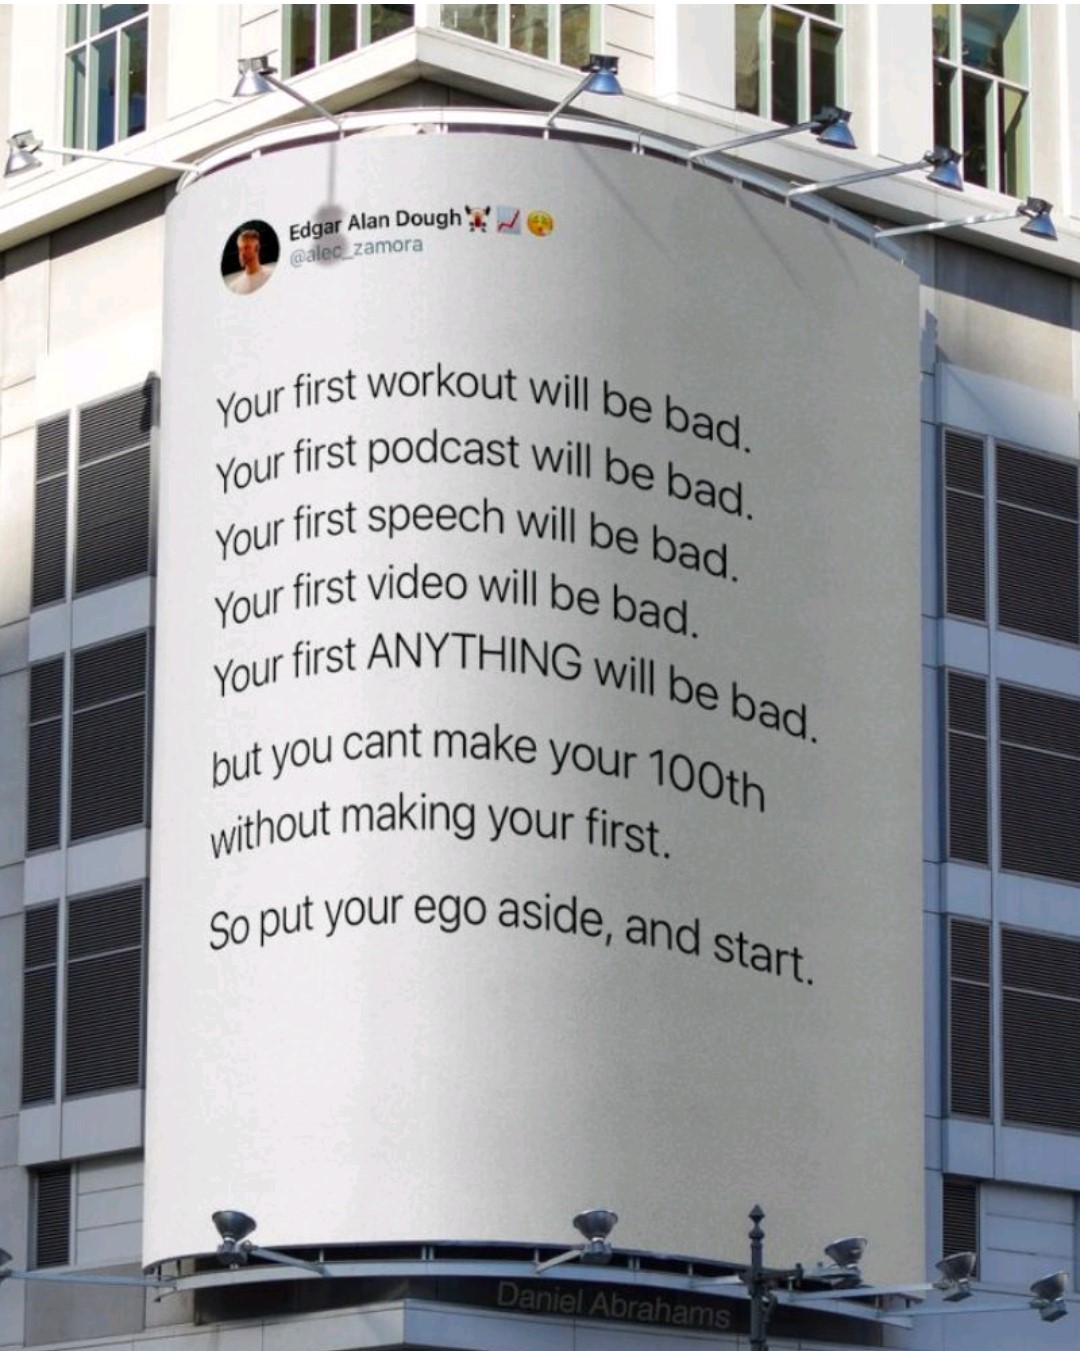 Edgar Alan Dough
@alec_zamora
Your first workout will be bad.
Your first podcast will be bad.
Your first speech will be bad.
Your first video will be bad.
Your first ANYTHING will be bad.
but you cant make your 100th
without making your first.
So put your ego aside, and start.
Daniel Abrahams